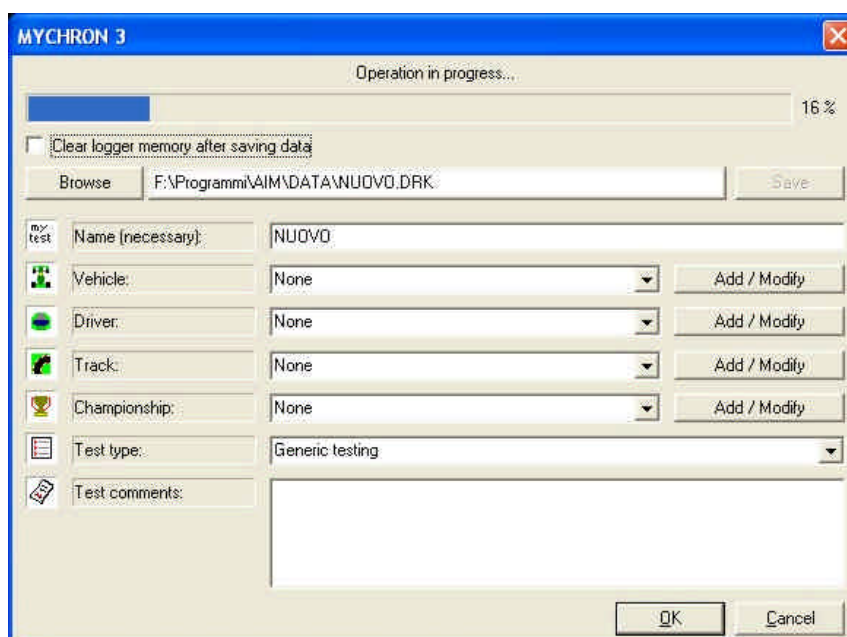 MYCHRON 3
Operation in progress...
16 %
Clear logger memory after saving data
Browse F:\Programmi\AIM\DATA\NUOVO.DRK Save
my test Name (necessary): NUOVO
Vehicle: None Add / Modify
Driver: None Add / Modify
Track: None Add / Modify
Championship: None Add / Modify
Test type: Generic testing
Test comments:
OK Cancel